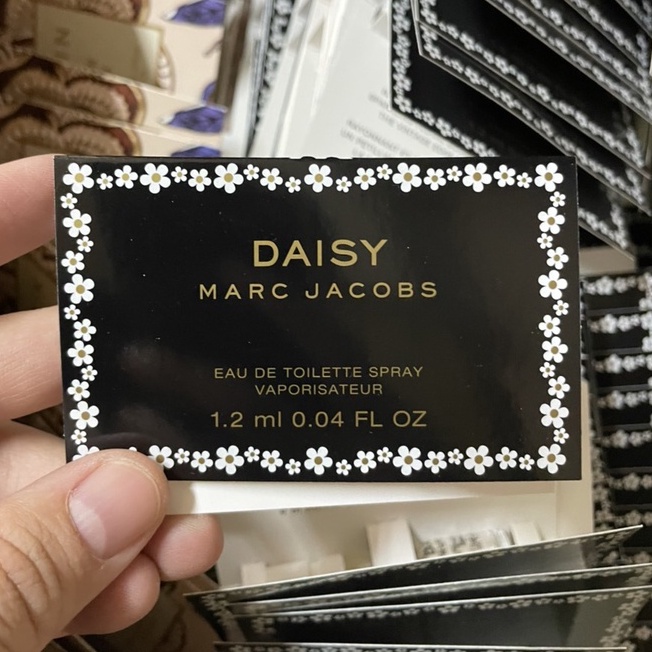 DAISY
MARC JACOBS
EAU DE TOILETTE SPRAY
VAPORISATEUR
1.2 ml 0.04 FL OZ